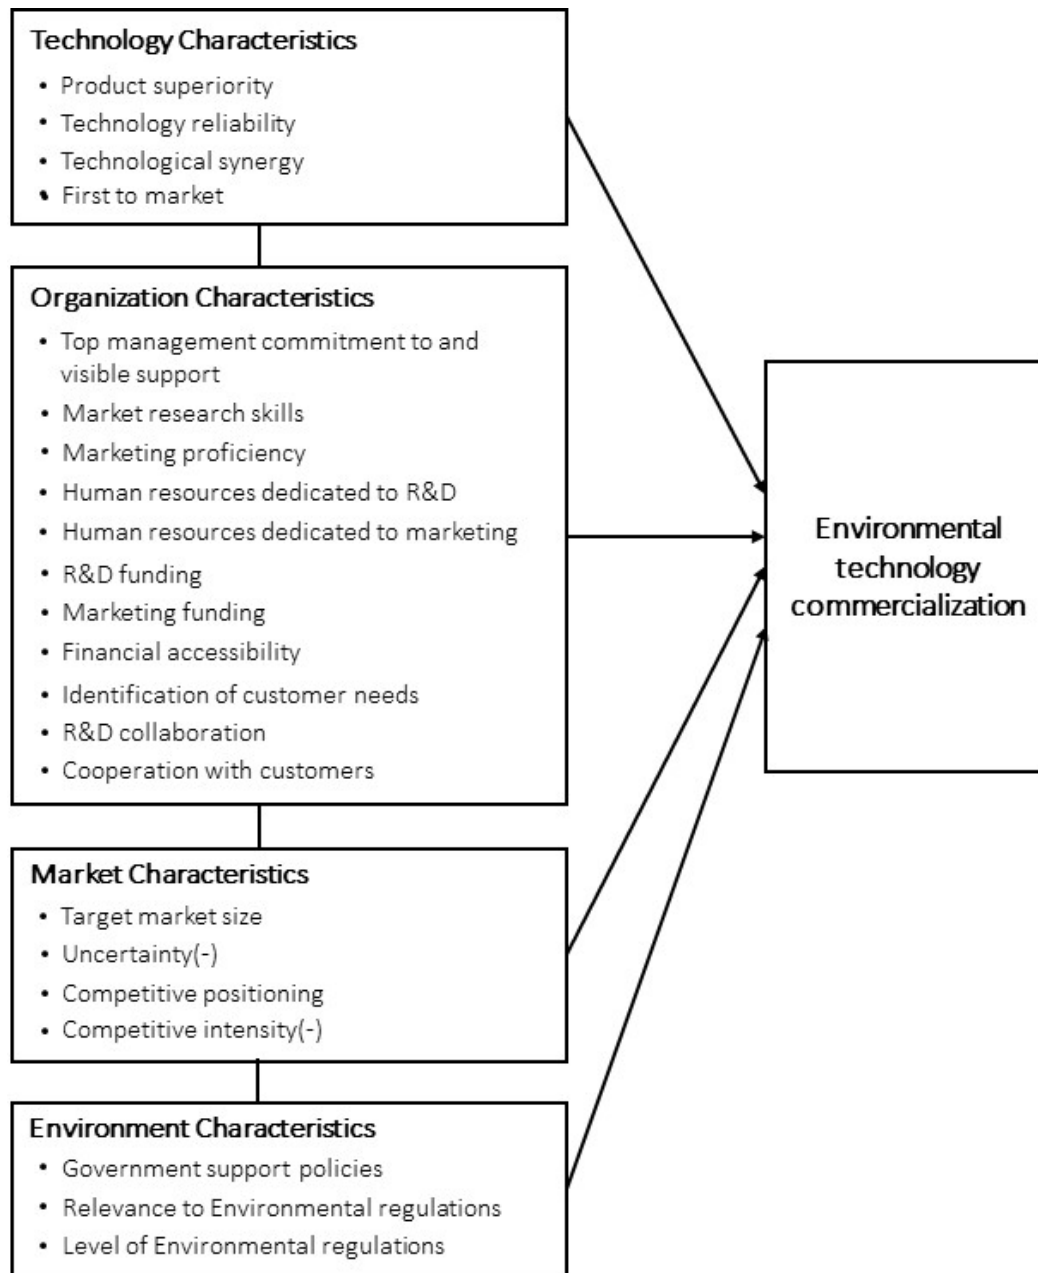 Technology Characteristics
• Product superiority
• Technology reliability
• Technological synergy
• First to market
Organization Characteristics
• Top management commitment to and
visible support
• Market research skills
• Marketing proficiency
• Human resources dedicated to R&D
• Human resources dedicated to marketing
• R&D funding
• Marketing funding
• Financial accessibility
• Identification of customer needs
• R&D collaboration
• Cooperation with customers
Market Characteristics
• Target market size
• Uncertainty(-)
• Competitive positioning
• Competitive intensity(-)
Environment Characteristics
• Government support policies
• Relevance to Environmental regulations
• Level of Environmental regulations
Environmental
technology
commercialization